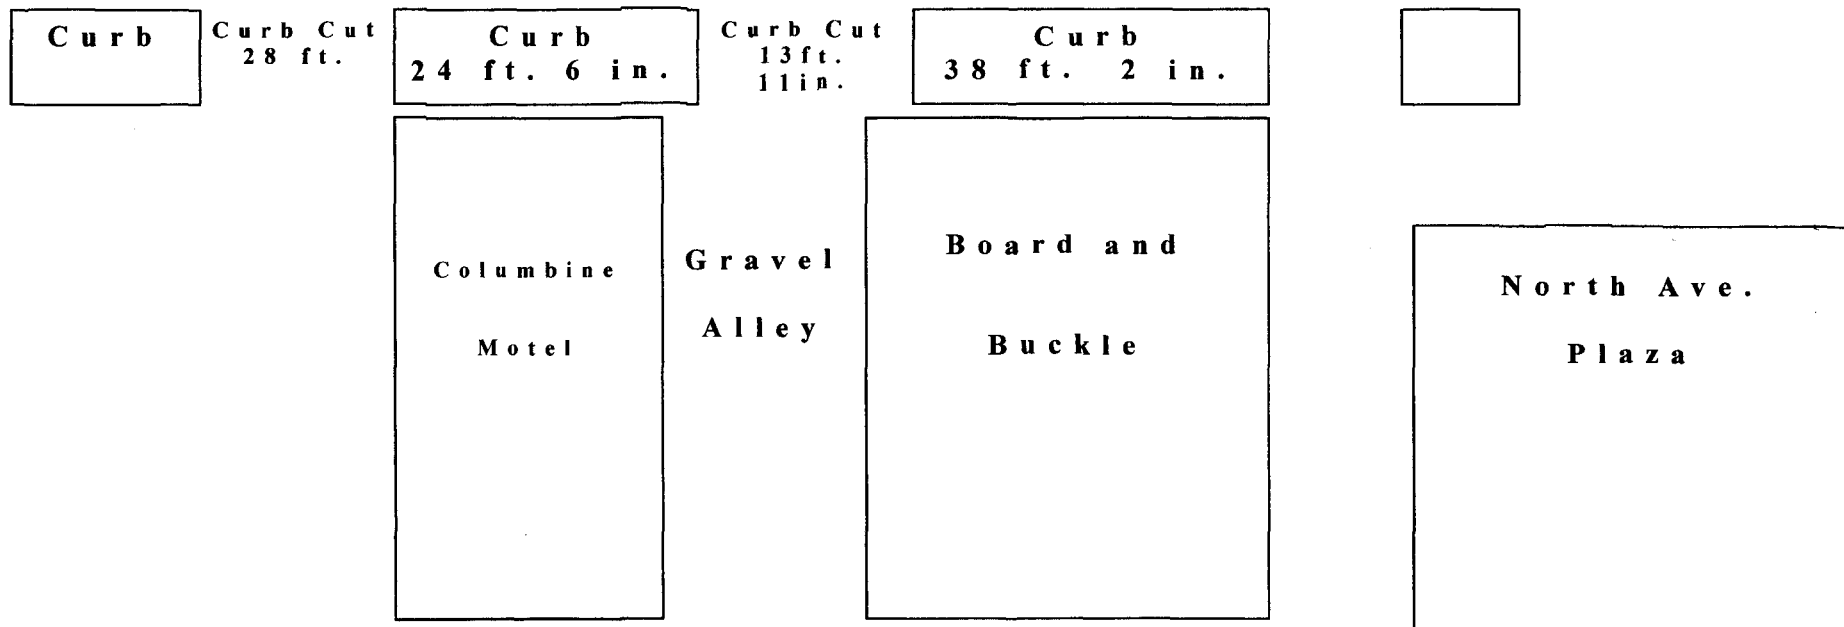 Curb
Curb Cut
28 ft.
Curb
24 ft. 6 in.
Curb Cut
13ft.
11in.
Curb
38 ft. 2 in.
Columbine
Motel
Gravel
Alley
Board and
Buckle
North Ave.
Plaza